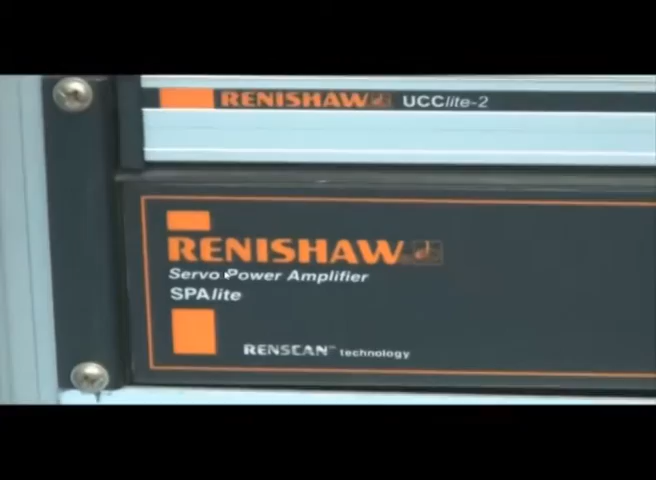 RENISHAW UCClite-2
RENISHAW
Servo Power Amplifier
SPAlite
RENSCAN™ technology